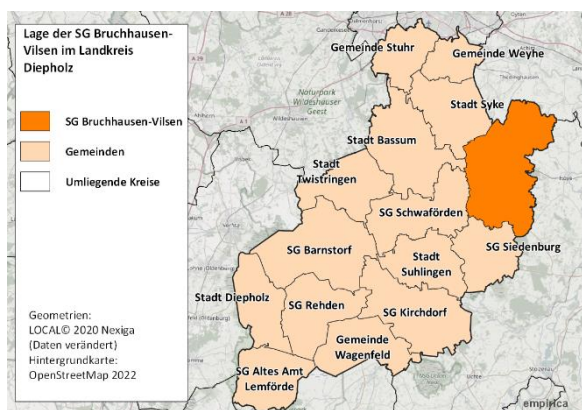 Lage der SG Bruchhausen-
Vilsen im Landkreis
Diepholz
SG Bruchhausen-Vilsen
Gemeinden
Umliegende Kreise
Geometrien:
LOCAL© 2020 Nexiga
(Daten verändert)
Hintergrundkarte:
OpenStreetMap 2022
Gemeinde Stuhr
Gemeinde Weyhe
Stadt Syke
Naturpark
Wildeshauser
Geest
Stadt Bassum
Stadt
Twistringen
SG Schwaförden
SG Barnstorf
SG Siedenburg
Stadt
Suhlingen
Stadt Diepholz
SG Rehden
SG Kirchdorf
Gemeinde
Wagenfeld
SG Altes Amt
Lemförde
empirica